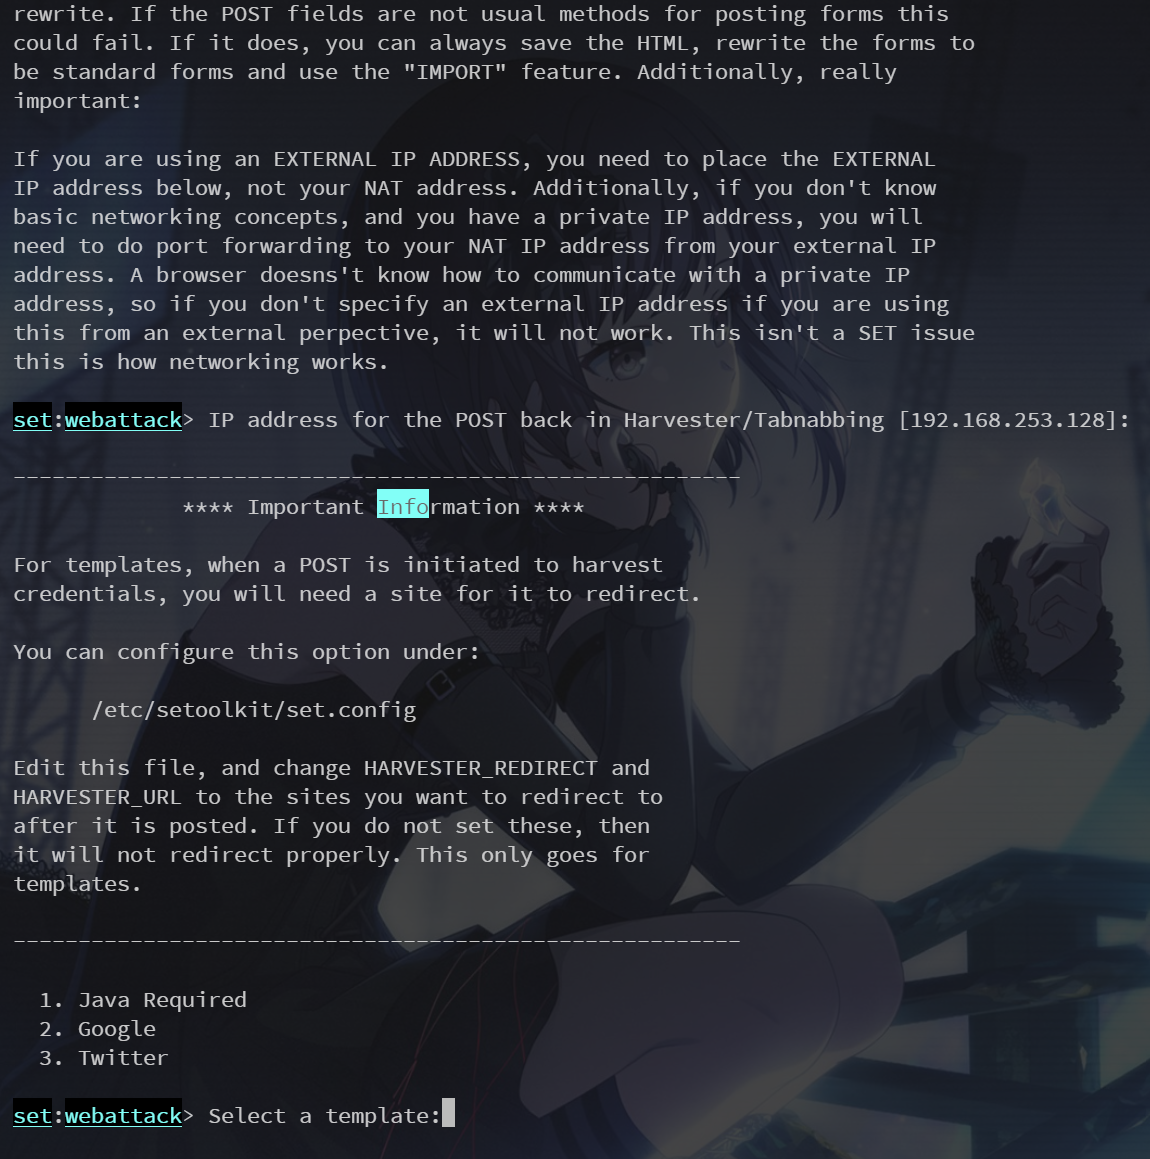 rewrite. If the POST fields are not usual methods for posting forms this
could fail. If it does, you can always save the HTML, rewrite the forms to
be standard forms and use the "IMPORT" feature. Additionally, really
important:
If you are using an EXTERNAL IP ADDRESS, you need to place the EXTERNAL
IP address below, not your NAT address. Additionally, if you don't know
basic networking concepts, and you have a private IP address, you will
need to do port forwarding to your NAT IP address from your external IP
address. A browser doesns't know how to communicate with a private IP
address, so if you don't specify an external IP address if you are using
this from an external perpective, it will not work. This isn't a SET issue
this is how networking works.
set:webattack> IP address for the POST back in Harvester/Tabnabbing [192.168.253.128]:
--------------------------------------------------------
**** Important Information ****
For templates, when a POST is initiated to harvest
credentials, you will need a site for it to redirect.
You can configure this option under:
/etc/setoolkit/set.config
Edit this file, and change HARVESTER_REDIRECT and
HARVESTER_URL to the sites you want to redirect to
after it is posted. If you do not set these, then
it will not redirect properly. This only goes for
templates.
--------------------------------------------------------
1. Java Required
2. Google
3. Twitter
set:webattack> Select a template: